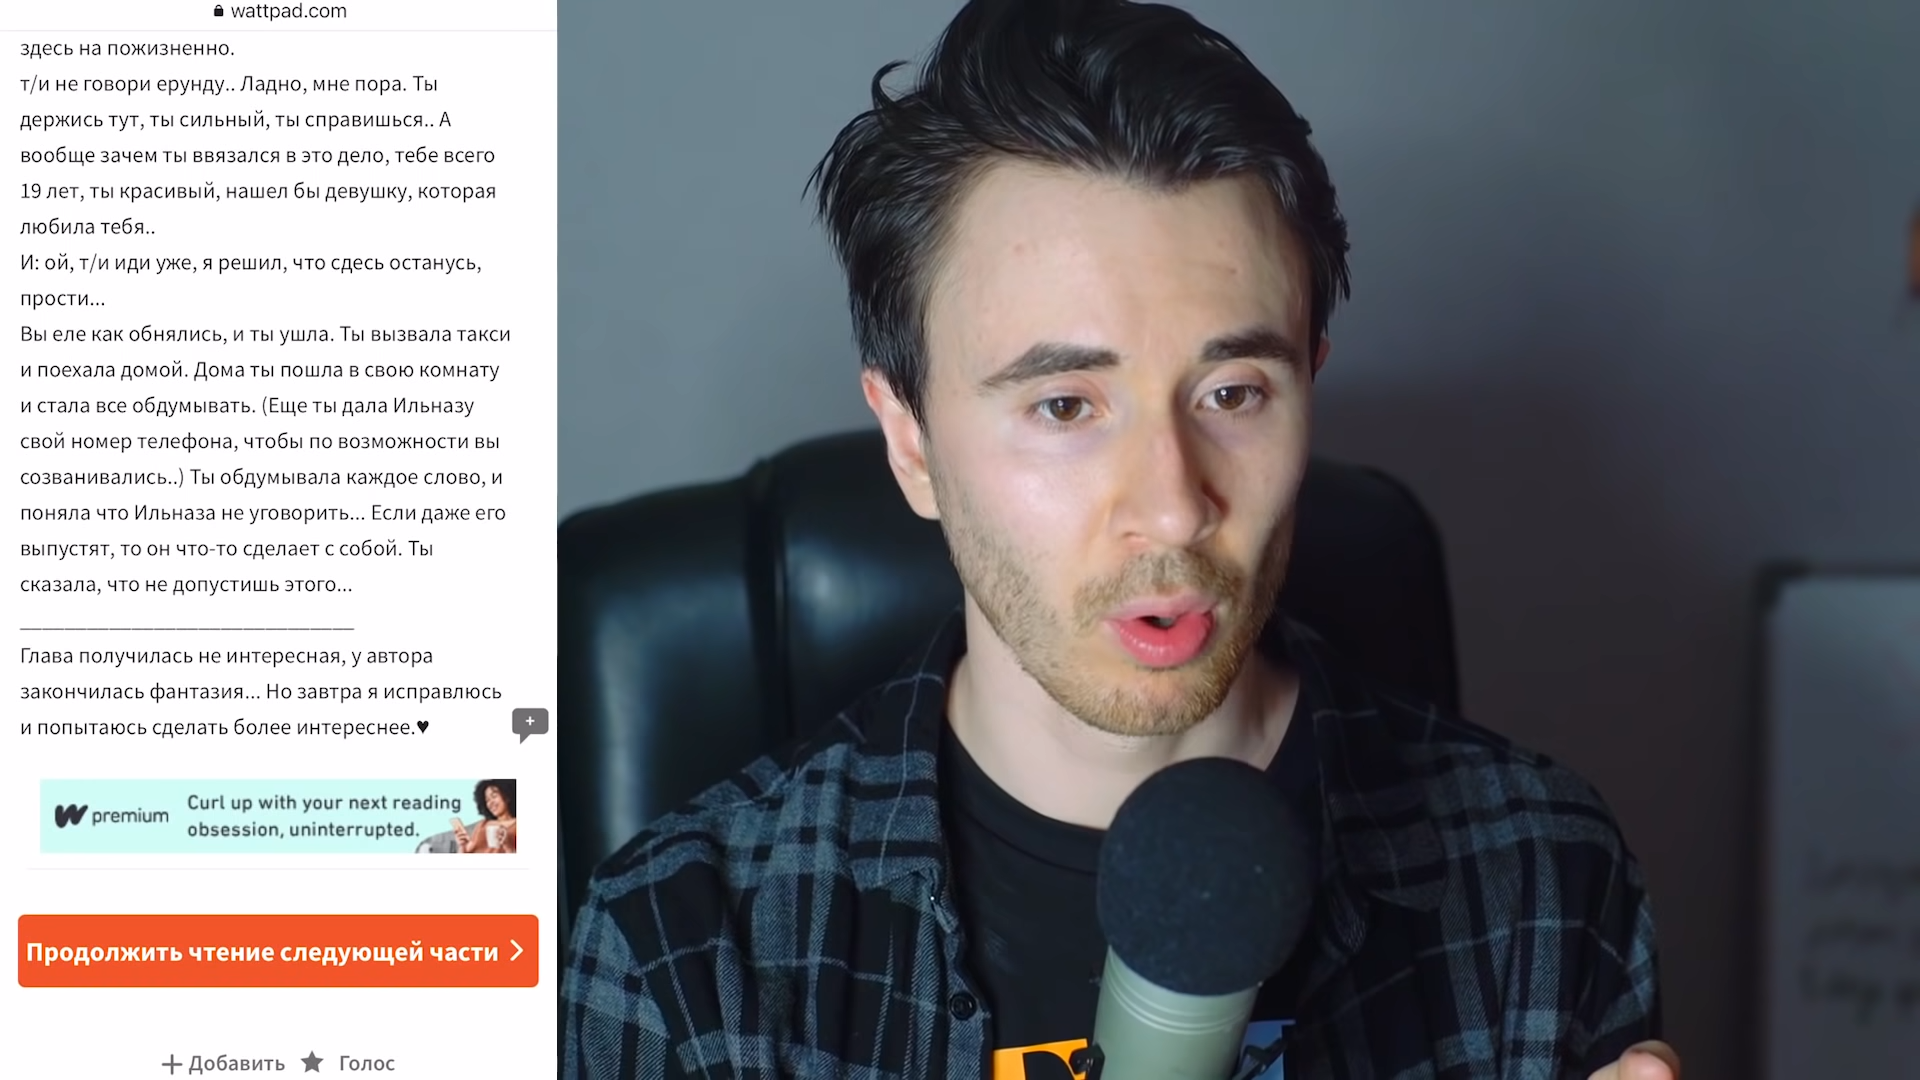 wattpad.com
здесь на пожизненно.
т/и не говори ерунду.. Ладно, мне пора. Ты
держись тут, ты сильный, ты справишься.. А
вообще зачем ты ввязался в это дело, тебе всего
19 лет, ты красивый, нашел бы девушку, которая
любила тебя..
И: ой, т/и иди уже, я решил, что сдесь останусь,
прости...
Вы еле как обнялись, и ты ушла. Ты вызвала такси
и поехала домой. Дома ты пошла в свою комнату
и стала все обдумывать. (Еще ты дала Ильназу
свой номер телефона, чтобы по возможности вы
созванивались..) Ты обдумывала каждое слово, и
поняла что Ильназа не уговорить... Если даже его
выпустят, то он что-то сделает с собой. Ты
сказала, что не допустишь этого...
______________________________
Глава получилась не интересная, у автора
закончилась фантазия... Но завтра я исправлюсь
и попытаюсь сделать более интереснее.♥
+
premium
Curl up with your next reading
obsession, uninterrupted.
Продолжить чтение следующей части
Добавить
Голос